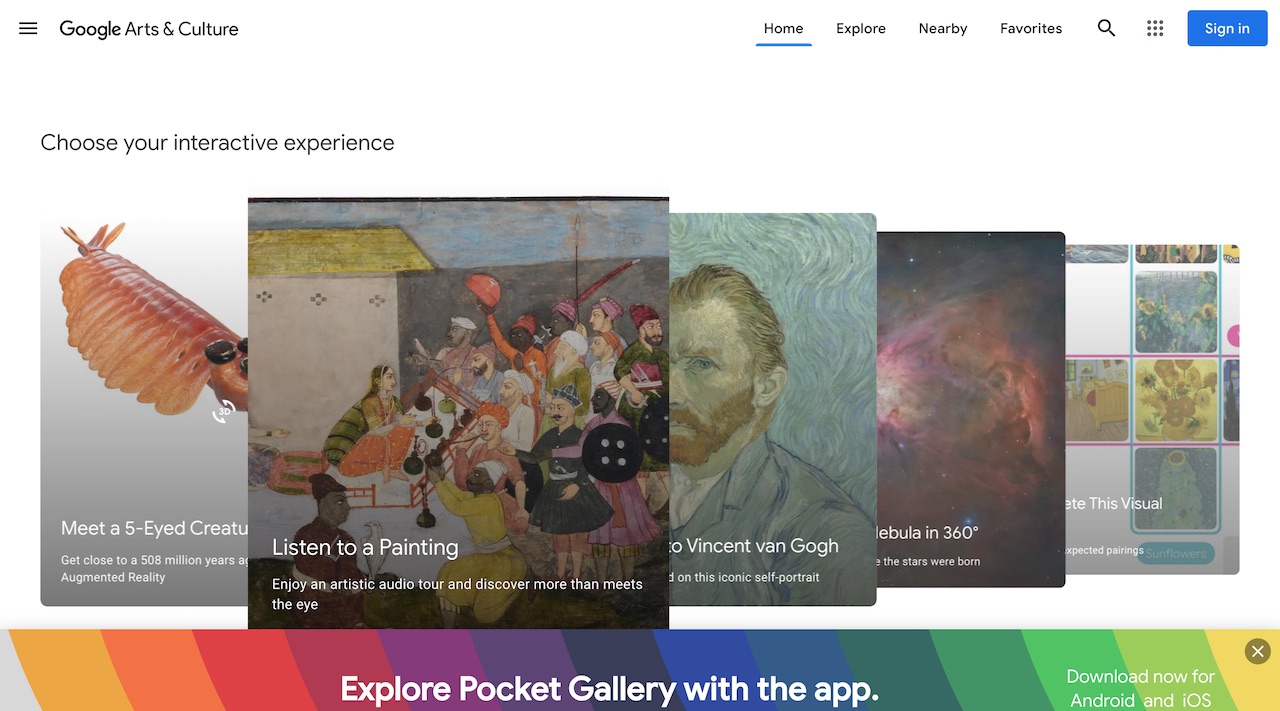 Google Arts & Culture
Home
Explore
Nearby
Favorites
Sign in
Choose your interactive experience
3D
Meet a 5-Eyed Creatu
Get close to a 508 million years ag
Augmented Reality
Listen to a Painting
Enjoy an artistic audio tour and discover more than meets
the eye
to Vincent van Gogh
d on this iconic self-portrait
Nebula in 360°
e the stars were born
ete This Visual
expected pairings
Sunflowers
Explore Pocket Gallery with the app.
Download now for
Android and iOS